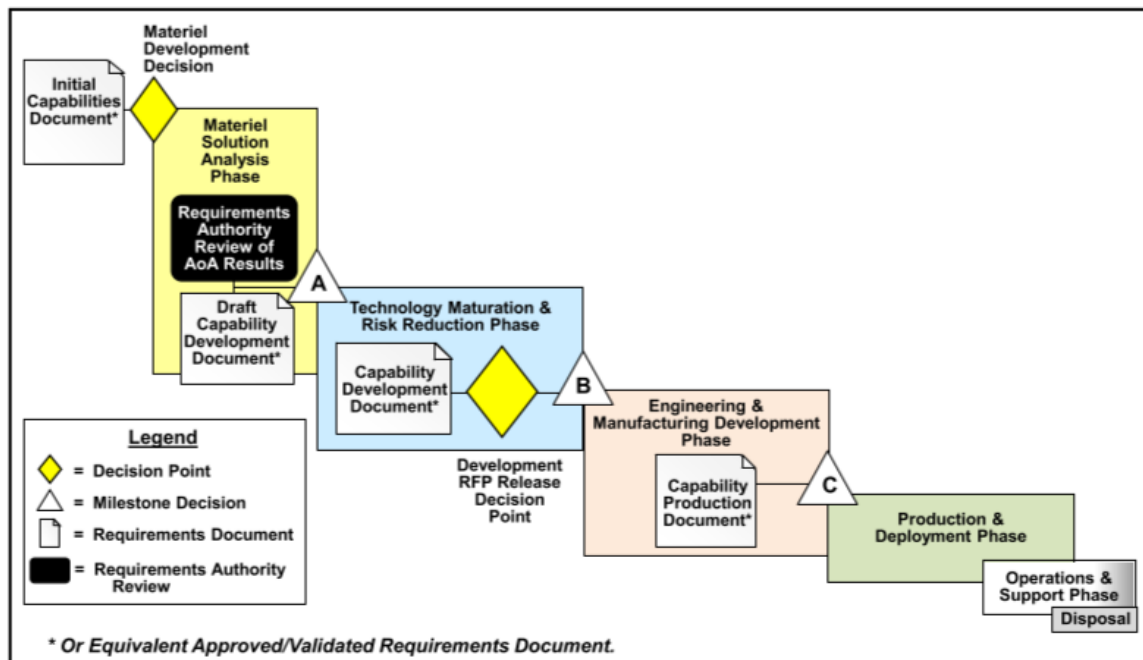 Materiel
Development
Decision
Initial
Capabilities
Document*
Materiel
Solution
Analysis
Phase
Requirements
Authority
Review of
AoA Results
A
Draft
Capability
Development
Document*
Technology Maturation &
Risk Reduction Phase
Capability
Development
Document*
B
Development
RFP Release
Decision
Point
Engineering &
Manufacturing Development
Phase
Capability
Production
Document*
C
Production &
Deployment Phase
Operations &
Support Phase
Disposal
Legend
= Decision Point
= Milestone Decision
= Requirements Document
= Requirements Authority
Review
* Or Equivalent Approved/Validated Requirements Document.